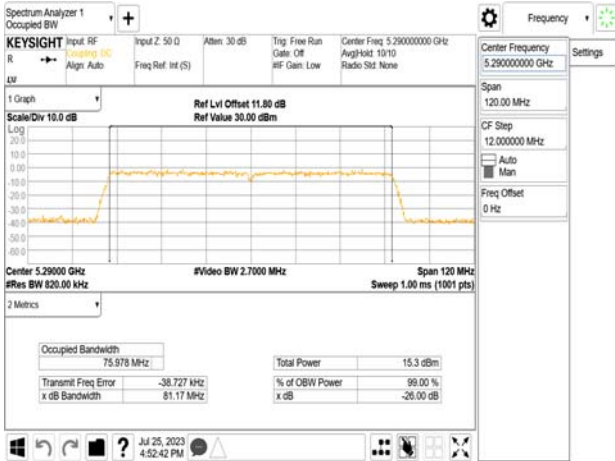 Spectrum Analyzer 1
Occupied BW
+
Frequency
KEYSIGHT
R
Input: RF
Coupling: DC
Align: Auto
Input Z: 50 Ω
Freq Ref: Int (S)
Atten: 30 dB
Trig: Free Run
Gate: Off
#IF Gain: Low
Center Freq: 5.290000000 GHz
Avg|Hold: 10/10
Radio Std: None
LVI
1 Graph
Scale/Div 10.0 dB
Ref Lvl Offset 11.80 dB
Ref Value 30.00 dBm
Log
20.0
10.0
0.00
-10.0
-20.0
-30.0
-40.0
-50.0
-60.0
Center 5.29000 GHz
#Res BW 820.00 kHz
#Video BW 2.7000 MHz
Span 120 MHz
Sweep 1.00 ms (1001 pts)
2 Metrics
Occupied Bandwidth
75.978 MHz
Total Power 15.3 dBm
Transmit Freq Error -38.727 kHz
% of OBW Power 99.00 %
x dB Bandwidth 81.17 MHz
x dB -26.00 dB
Center Frequency
5.290000000 GHz
Settings
Span
120.00 MHz
CF Step
12.000000 MHz
Auto
Man
Freq Offset
0 Hz
?
Jul 25, 2023
4:52:42 PM